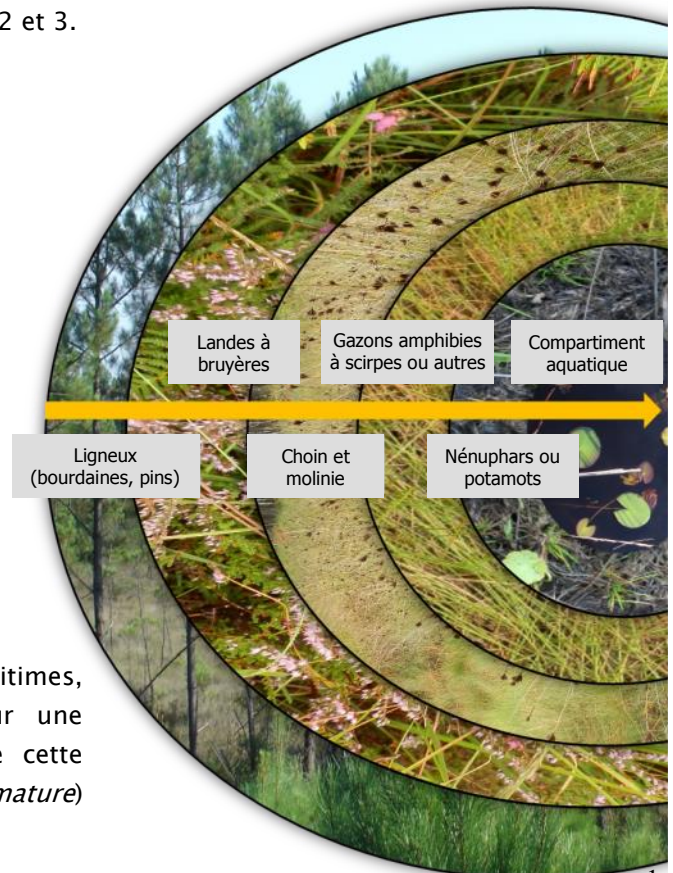 2 et 3.
Landes à
bruyères
Gazons amphibies
à scirpes ou autres
Compartiment
aquatique
Ligneux
(bourdaines, pins)
Choin et
molinie
Nénuphars ou
potamots
itimes,
ur une
e cette
mature)